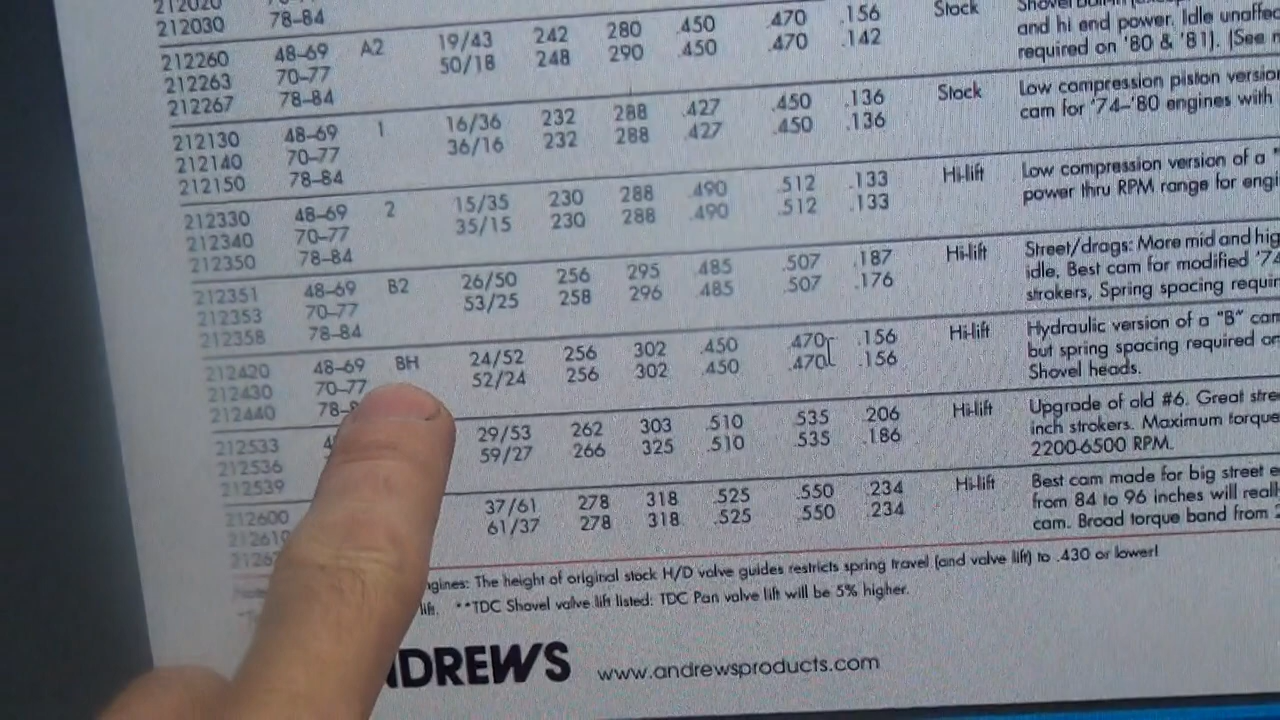 212030 78–84 Stock and hi end power. Idle unaffe
212260 48–69 A2 19/43 242 280 .450 .470 .156 required on '80 & '81). (See
212263 70–77 50/18 248 290 .450 .470 .142
212267 78–84
212130 48–69 1 16/36 232 288 .427 .450 .136 Stock Low compression piston versio
212140 70–77 36/16 232 288 .427 .450 .136 cam for '74–'80 engines with
212150 78–84
212330 48–69 2 15/35 230 288 .490 .512 .133 Hi-lift Low compression version of a "
212340 70–77 35/15 230 288 .490 .512 .133 power thru RPM range for engi
212350 78–84
212351 48–69 B2 26/50 256 295 .485 .507 .187 Hi-lift Street/drags: More mid and hig
212353 70–77 53/25 258 296 .485 .507 .176 idle. Best cam for modified '74
212358 78–84 strokers, Spring spacing requir
212420 48–69 BH 24/52 256 302 .450 .470 .156 Hi-lift Hydraulic version of a "B" cam
212430 70–77 52/24 256 302 .450 .470 .156 but spring spacing required on
212440 78– Shovel heads.
212533 4 29/53 262 303 .510 .535 .206 Hi-lift Upgrade of old #6. Great stre
212536 59/27 266 325 .510 .535 .186 inch strokers. Maximum torque
212539 2200-6500 RPM.
212600 37/61 278 318 .525 .550 .234 Hi-lift Best cam made for big street e
21261 61/37 278 318 .525 .550 .234 from 84 to 96 inches will reall
2126 cam. Broad torque band from 2
ngines: The height of original stock H/D valve guides restricts spring travel (and valve lift) to .430 or lower!
lift. **TDC Shovel valve lift listed: TDC Pan valve lift will be 5% higher.
NDREWS www.andrewsproducts.com